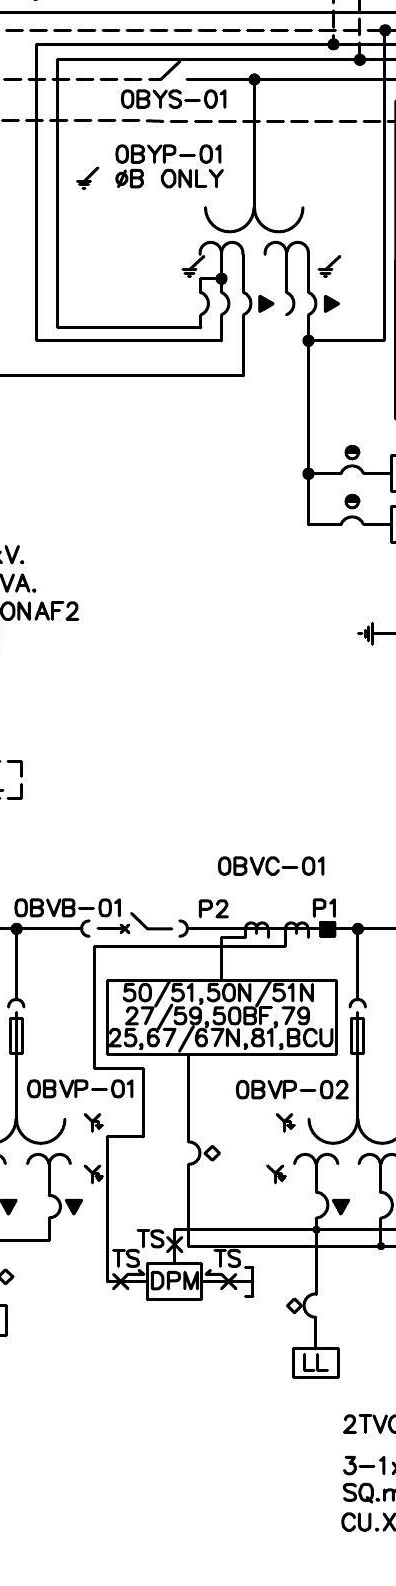 0BYS-01
0BYP-01
øB ONLY
V.
VA.
ONAF2
0BVC-01
0BVB-01
P2
P1
50/51,50N/51N
27/59,50BF,79
25,67/67N,81,BCU
0BVP-01
0BVP-02
TS
TS
TS
DPM
LL
2TVC
3-1x
SQ.m
CU.X